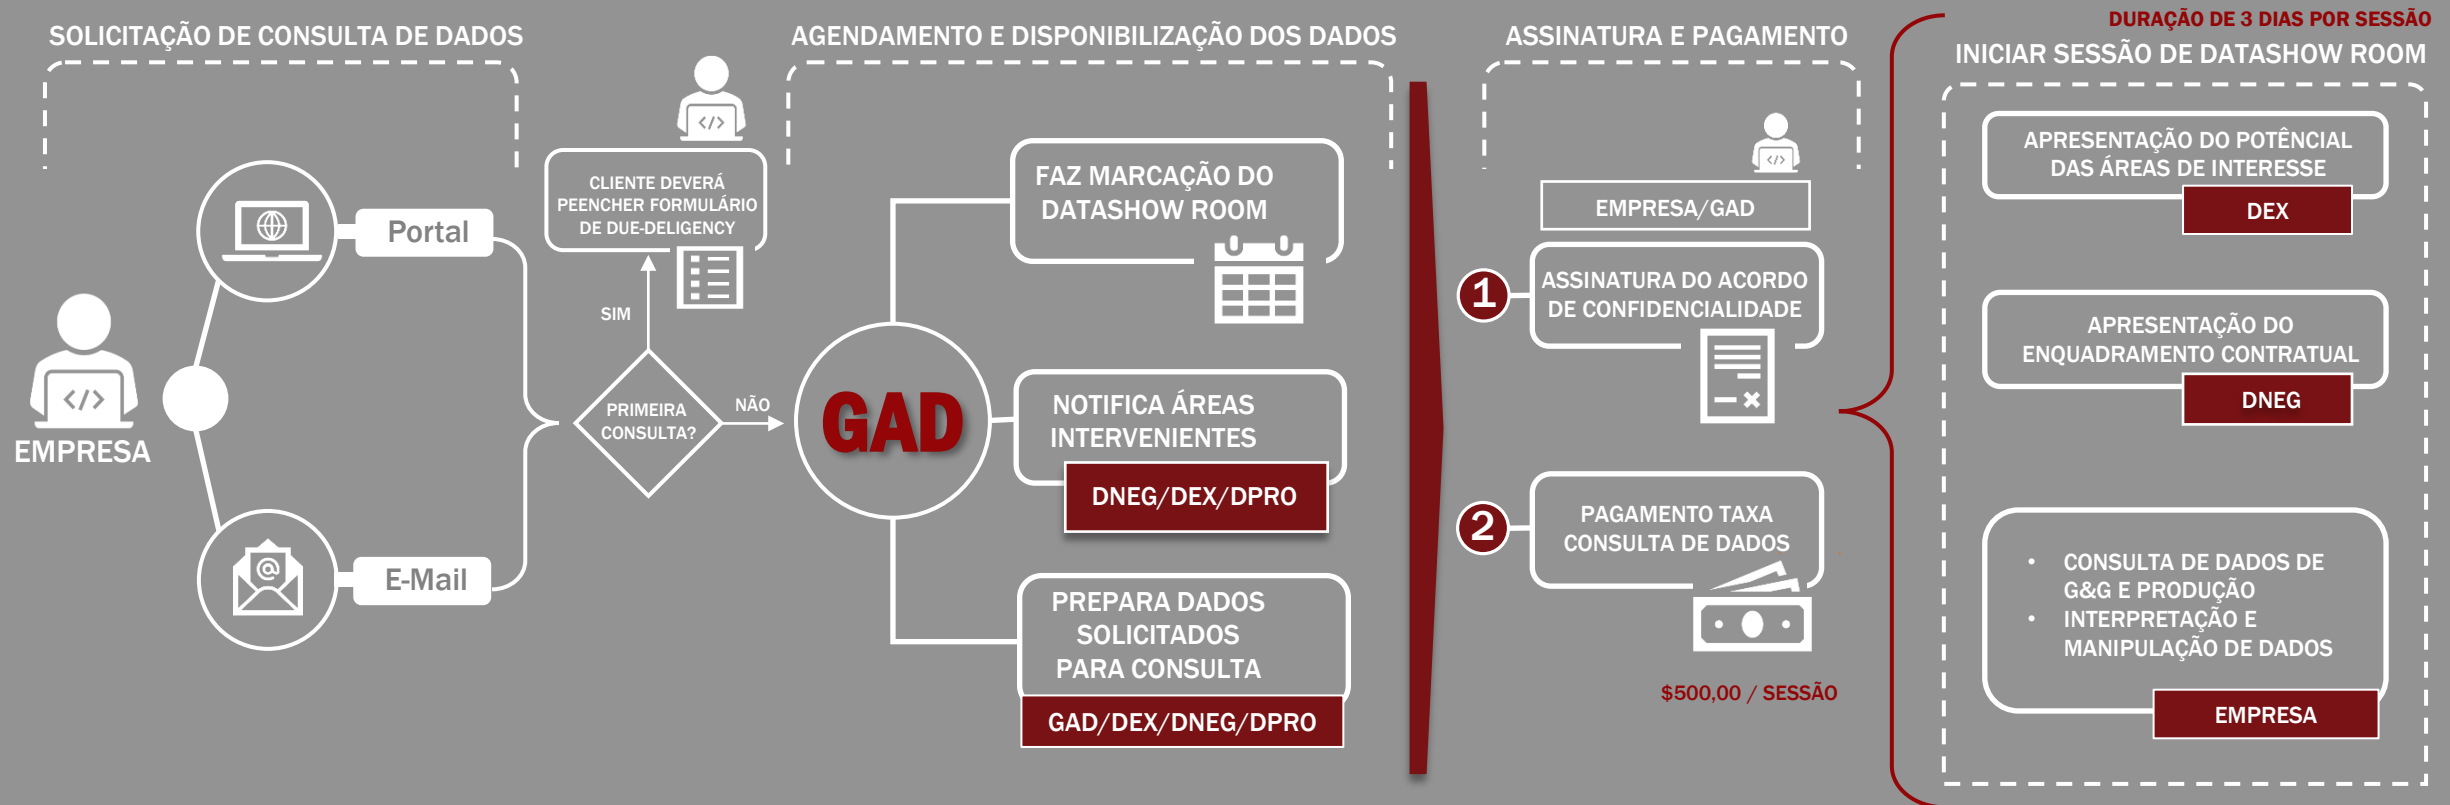 SOLICITAÇÃO DE CONSULTA DE DADOS
EMPRESA
Portal
E-Mail
CLIENTE DEVERÁ
PEENCHER FORMULÁRIO
DE DUE-DELIGENCY
SIM
PRIMEIRA
CONSULTA?
NÃO
AGENDAMENTO E DISPONIBILIZAÇÃO DOS DADOS
GAD
FAZ MARCAÇÃO DO
DATASHOW ROOM
NOTIFICA ÁREAS
INTERVENIENTES
DNEG/DEX/DPRO
PREPARA DADOS
SOLICITADOS
PARA CONSULTA
GAD/DEX/DNEG/DPRO
ASSINATURA E PAGAMENTO
EMPRESA/GAD
1
ASSINATURA DO ACORDO
DE CONFIDENCIALIDADE
2
PAGAMENTO TAXA
CONSULTA DE DADOS
$500,00 / SESSÃO
DURAÇÃO DE 3 DIAS POR SESSÃO
INICIAR SESSÃO DE DATASHOW ROOM
APRESENTAÇÃO DO POTÊNCIAL
DAS ÁREAS DE INTERESSE
DEX
APRESENTAÇÃO DO
ENQUADRAMENTO CONTRATUAL
DNEG
• CONSULTA DE DADOS DE
G&G E PRODUÇÃO
• INTERPRETAÇÃO E
MANIPULAÇÃO DE DADOS
EMPRESA